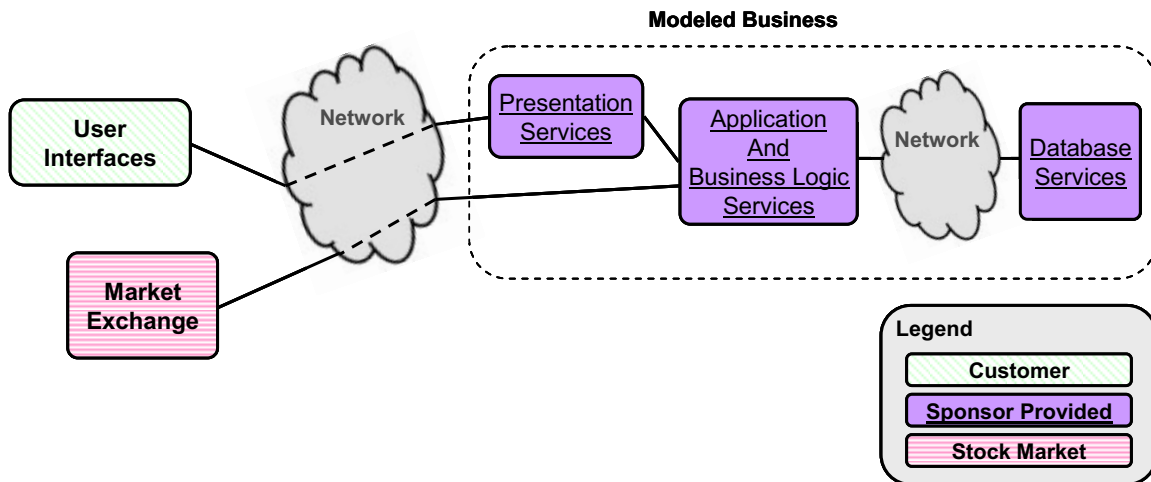 Modeled Business
User
Interfaces
Network
Presentation
Services
Application
And
Business Logic
Services
Network
Database
Services
Market
Exchange
Legend
Customer
Sponsor Provided
Stock Market